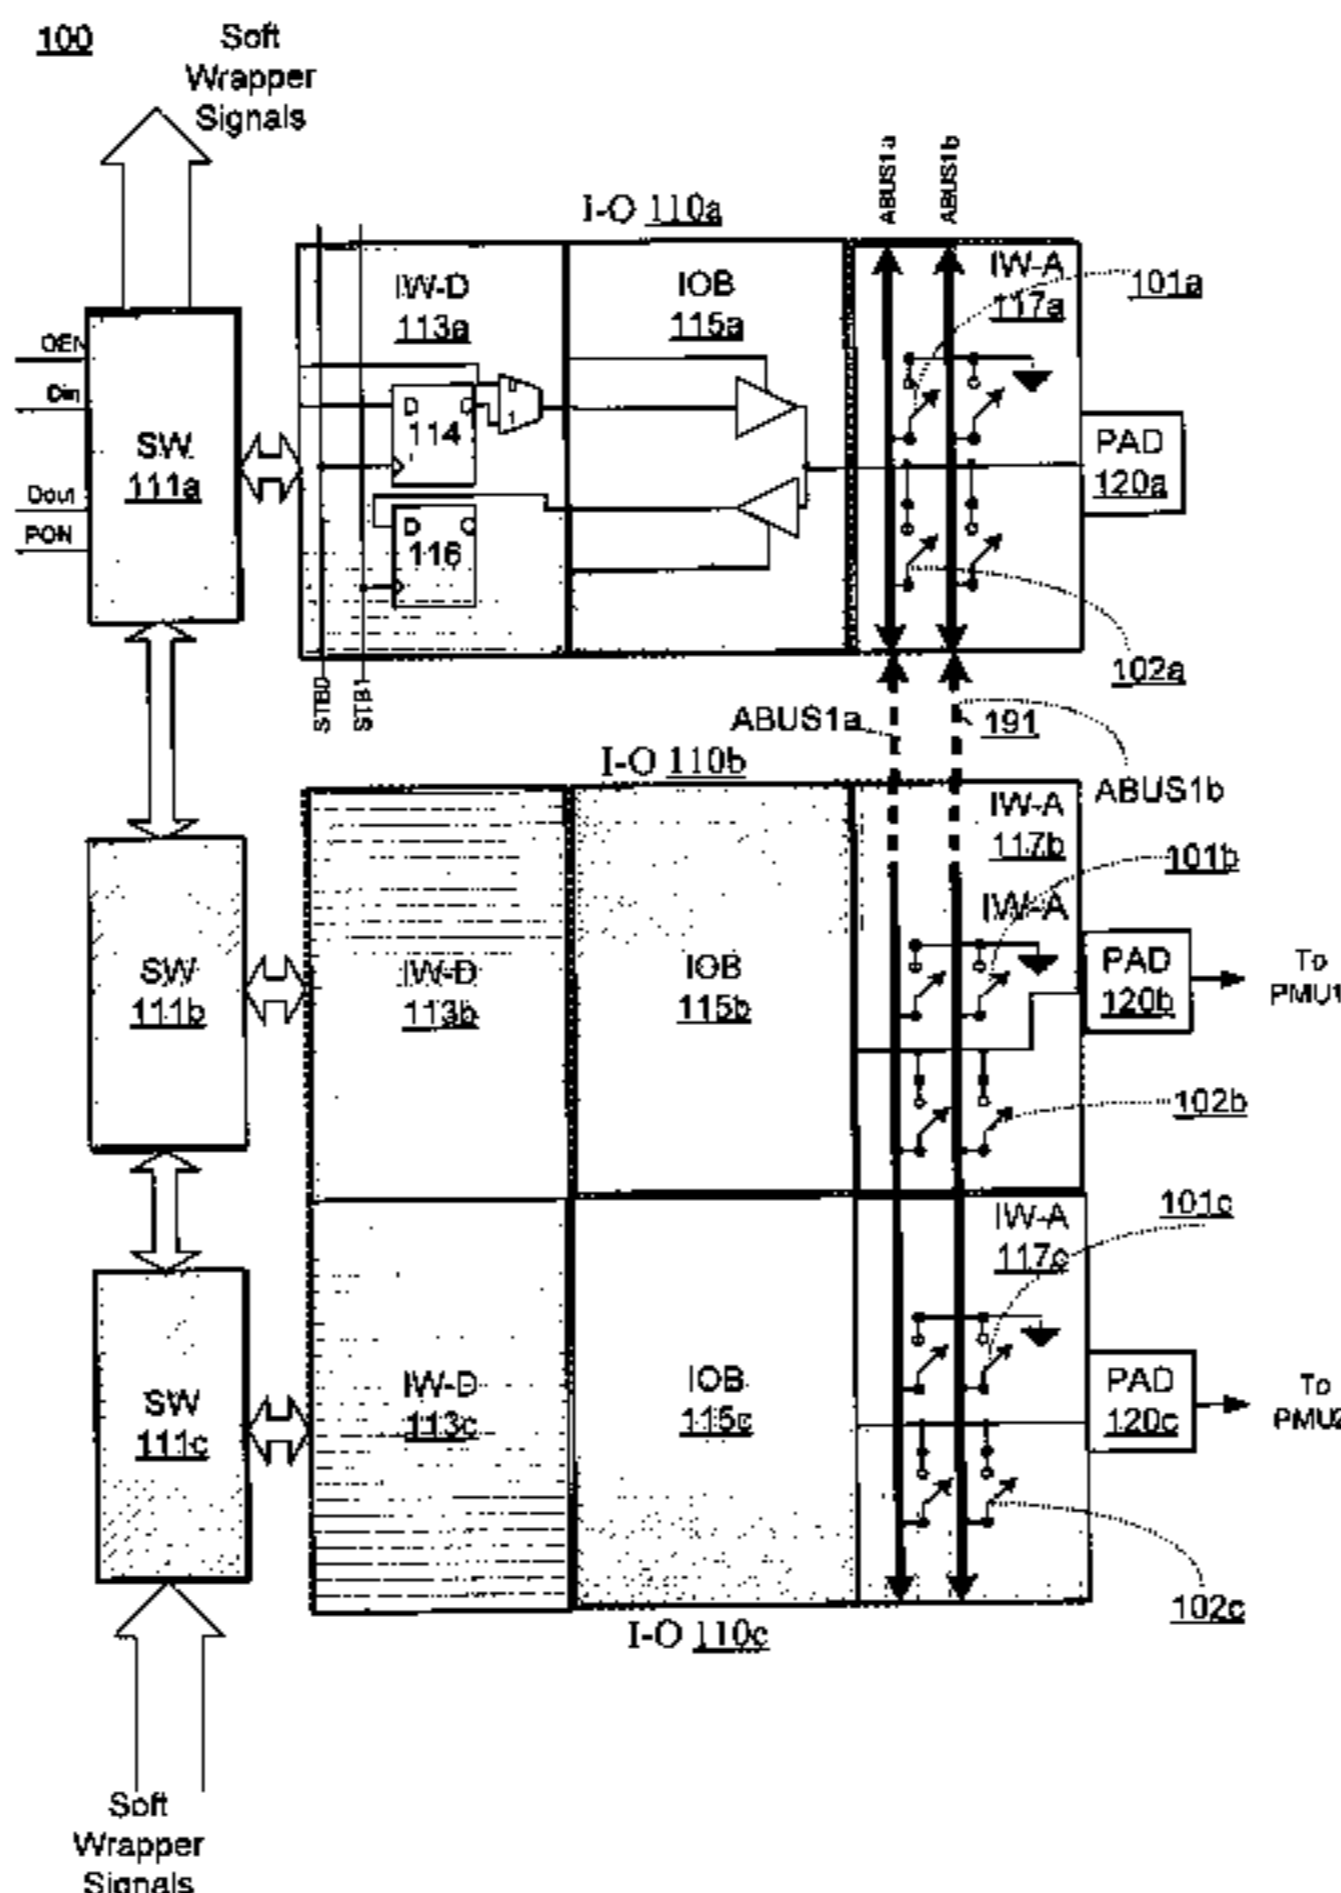 100
Soft
Wrapper
Signals
ABUS1a
ABUS1b
I-O 110a
IW-D
113a
IOB
115a
IW-A
117a
101a
OEN
Din
Dout
PON
SW
111a
D
Q
114
0
1
D
Q
116
PAD
120a
102a
STB0
STB1
ABUS1a
191
ABUS1b
I-O 110b
IW-A
117b
101b
IW-A
SW
111b
IW-D
113b
IOB
115b
PAD
120b
To
PMU1
102b
101c
IW-A
117c
SW
111c
IW-D
113c
IOB
115c
PAD
120c
To
PMU2
102c
I-O 110c
Soft
Wrapper
Signals